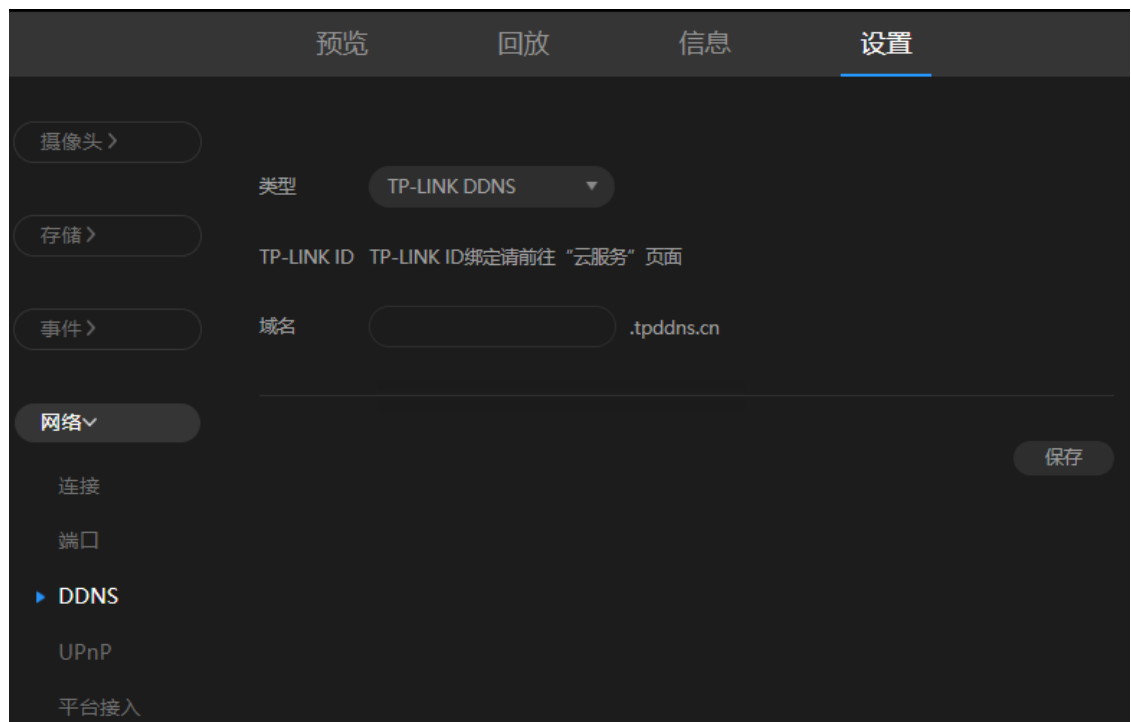 预览 回放 信息 设置
摄像头
存储
事件
网络
连接
端口
DDNS
UPnP
平台接入
类型 TP-LINK DDNS
TP-LINK ID TP-LINK ID绑定请前往“云服务”页面
域名 .tpddns.cn
保存